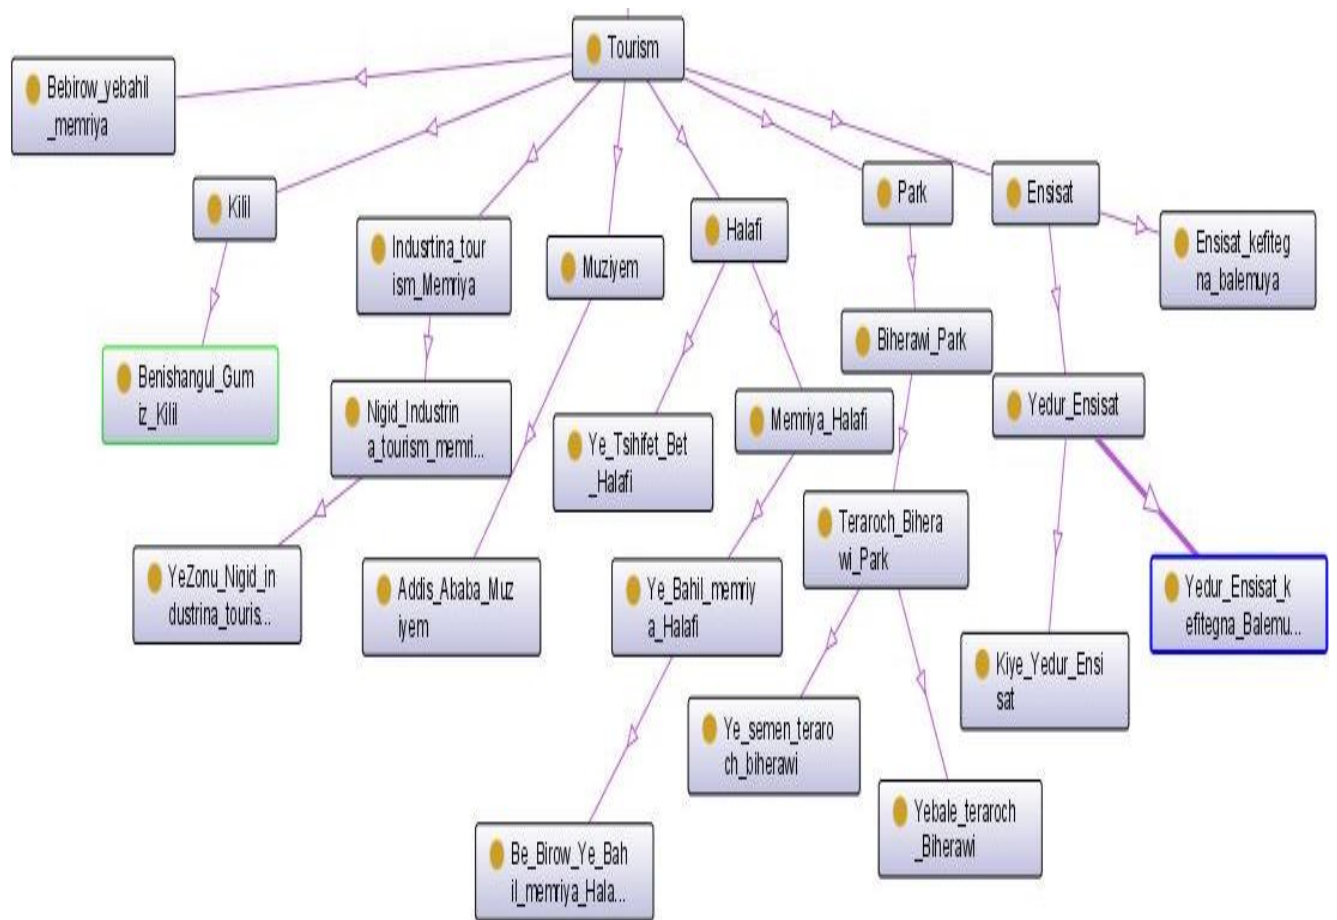 Tourism
Bebirow_yebahil
_memriya
Kilil
Indusrtina_tour
ism_Memriya
Muziyem
Halafi
Park
Ensisat
Ensisat_kefiteg
na_balemuya
Benishangul_Gum
iz_Kilil
Nigid_Industrin
a_tourism_memri...
Ye_Tsihifet_Bet
_Halafi
Memriya_Halafi
Biherawi_Park
Yedur_Ensisat
YeZonu_Nigid_in
dustrina_touris...
Addis_Ababa_Muz
iyem
Ye_Bahil_memriy
a_Halafi
Teraroch_Bihera
wi_Park
Yedur_Ensisat_k
efitegna_Balemu...
Kiye_Yedur_Ensi
sat
Ye_semen_teraro
ch_biherawi
Yebale_teraroch
_Biherawi
Be_Birow_Ye_Bah
il_memriya_Hala...